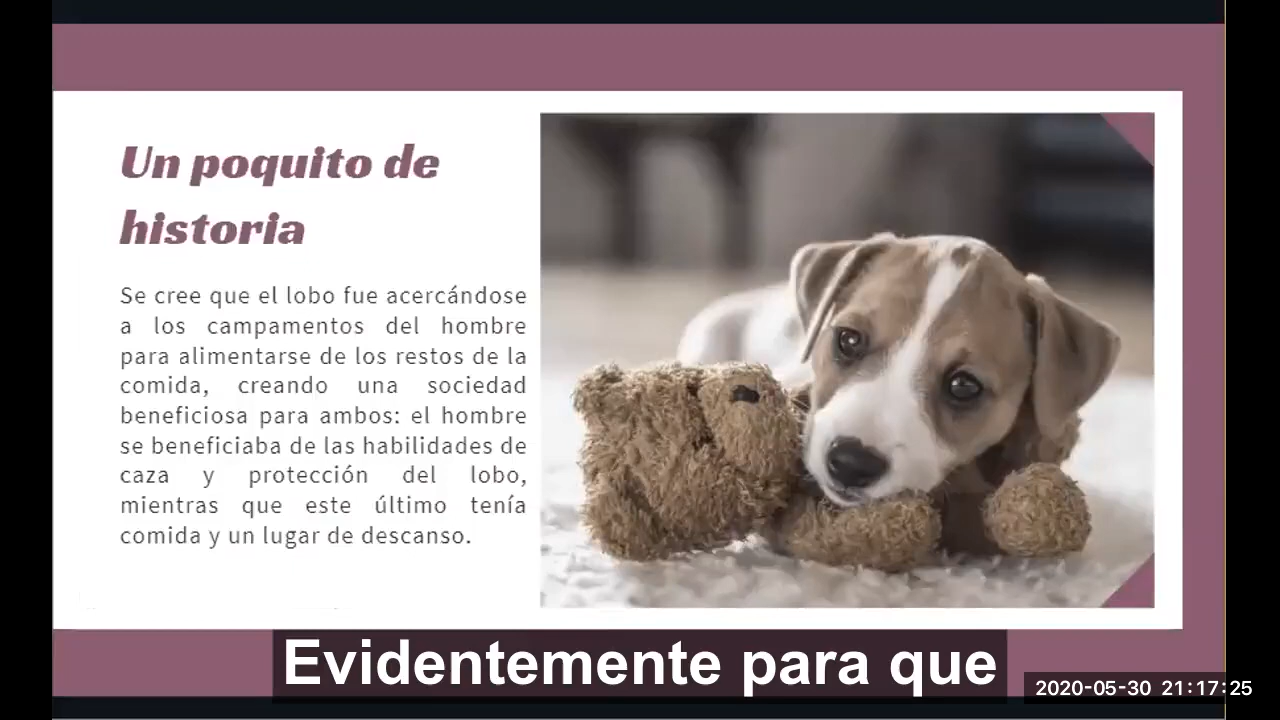 Un poquito de
historia
Se cree que el lobo fue acercándose
a los campamentos del hombre
para alimentarse de los restos de la
comida, creando una sociedad
beneficiosa para ambos: el hombre
se beneficiaba de las habilidades de
caza y protección del lobo,
mientras que este último tenía
comida y un lugar de descanso.
Evidentemente para que
2020-05-30 21:17:25